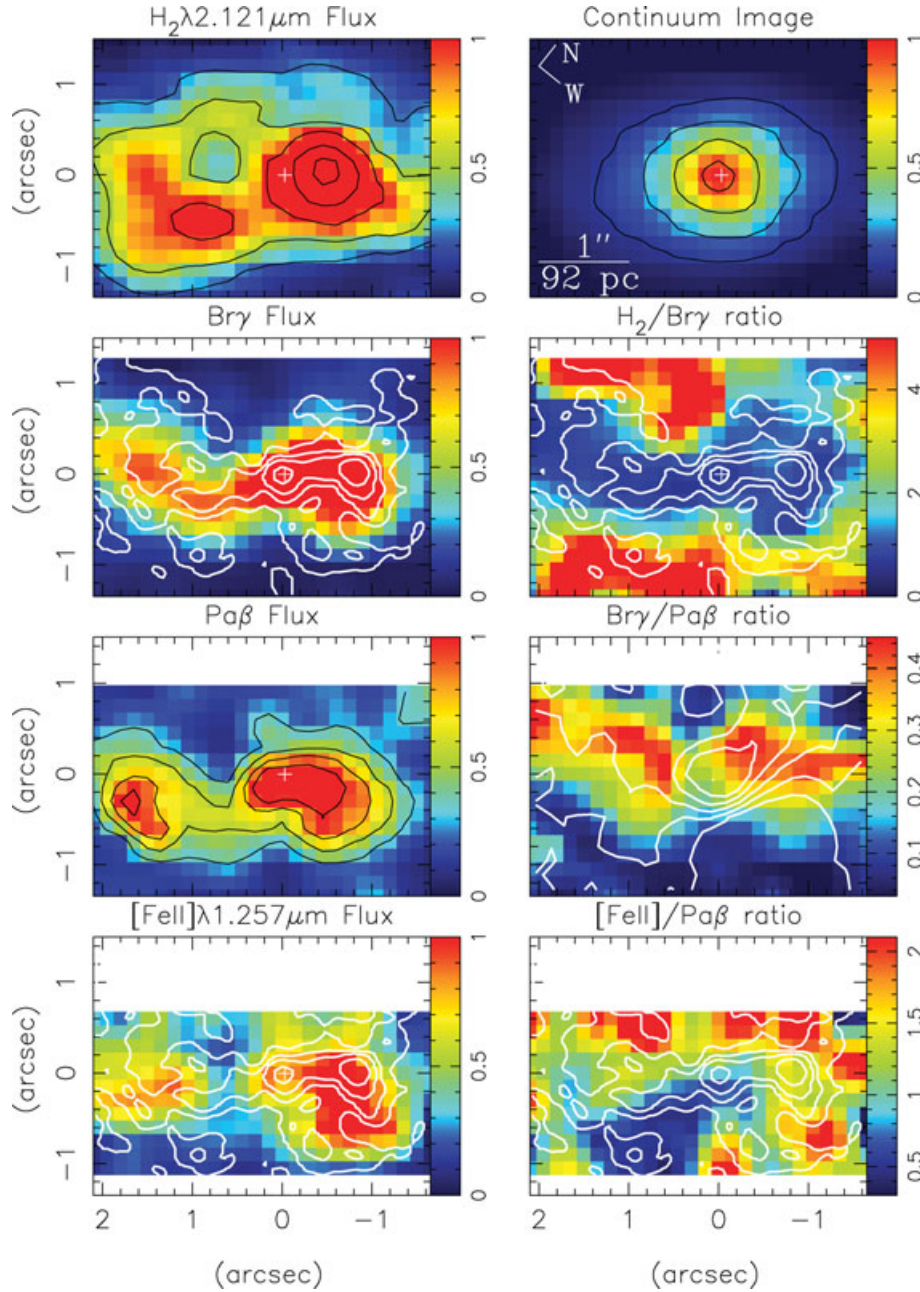 H₂λ2.121μm Flux
Continuum Image
1
0
−1
(arcsec)
1
0.5
0
N
W
1″
92 pc
1
0.5
0
Brγ Flux
H₂/Brγ ratio
1
0
−1
(arcsec)
1
0.5
0
4
2
0
Paβ Flux
Brγ/Paβ ratio
1
0
−1
(arcsec)
1
0.5
0
0.4
0.3
0.2
0.1
[FeII]λ1.257μm Flux
[FeII]/Paβ ratio
1
0
−1
(arcsec)
1
0.5
0
2
1.5
1
0.5
2 1 0 −1
2 1 0 −1
(arcsec)
(arcsec)